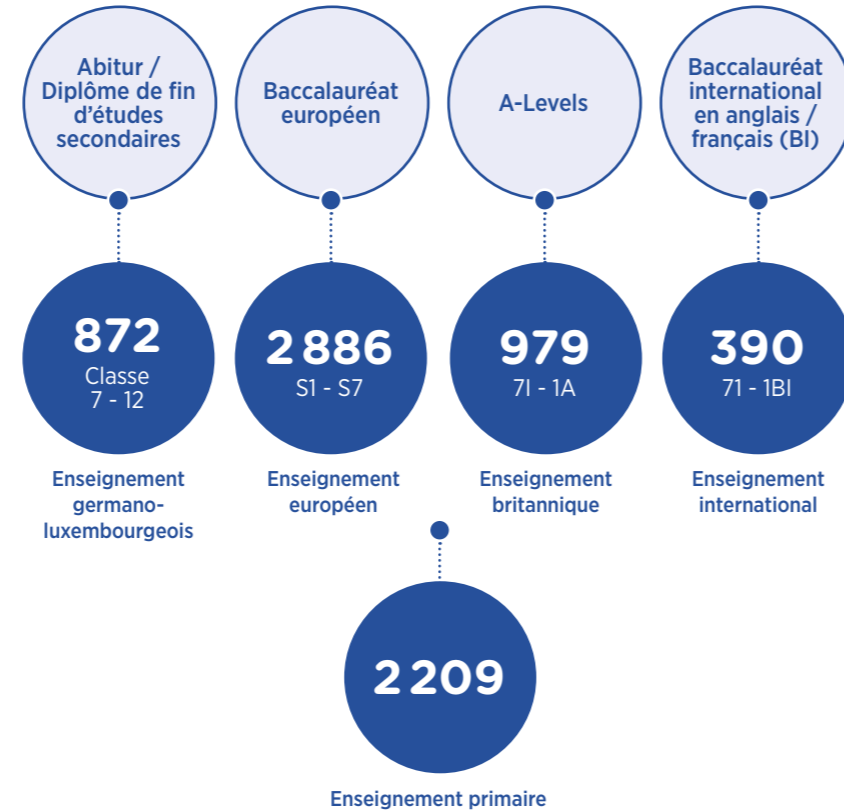 Abitur /
Diplôme de fin
d'études
secondaires
Baccalauréat
européen
A-Levels
Baccalauréat
international
en anglais /
français (BI)
872
Classe
7 - 12
2 886
S1 - S7
979
7I - 1A
390
71 - 1BI
Enseignement
germano-
luxembourgeois
Enseignement
européen
Enseignement
britannique
Enseignement
international
2 209
Enseignement primaire